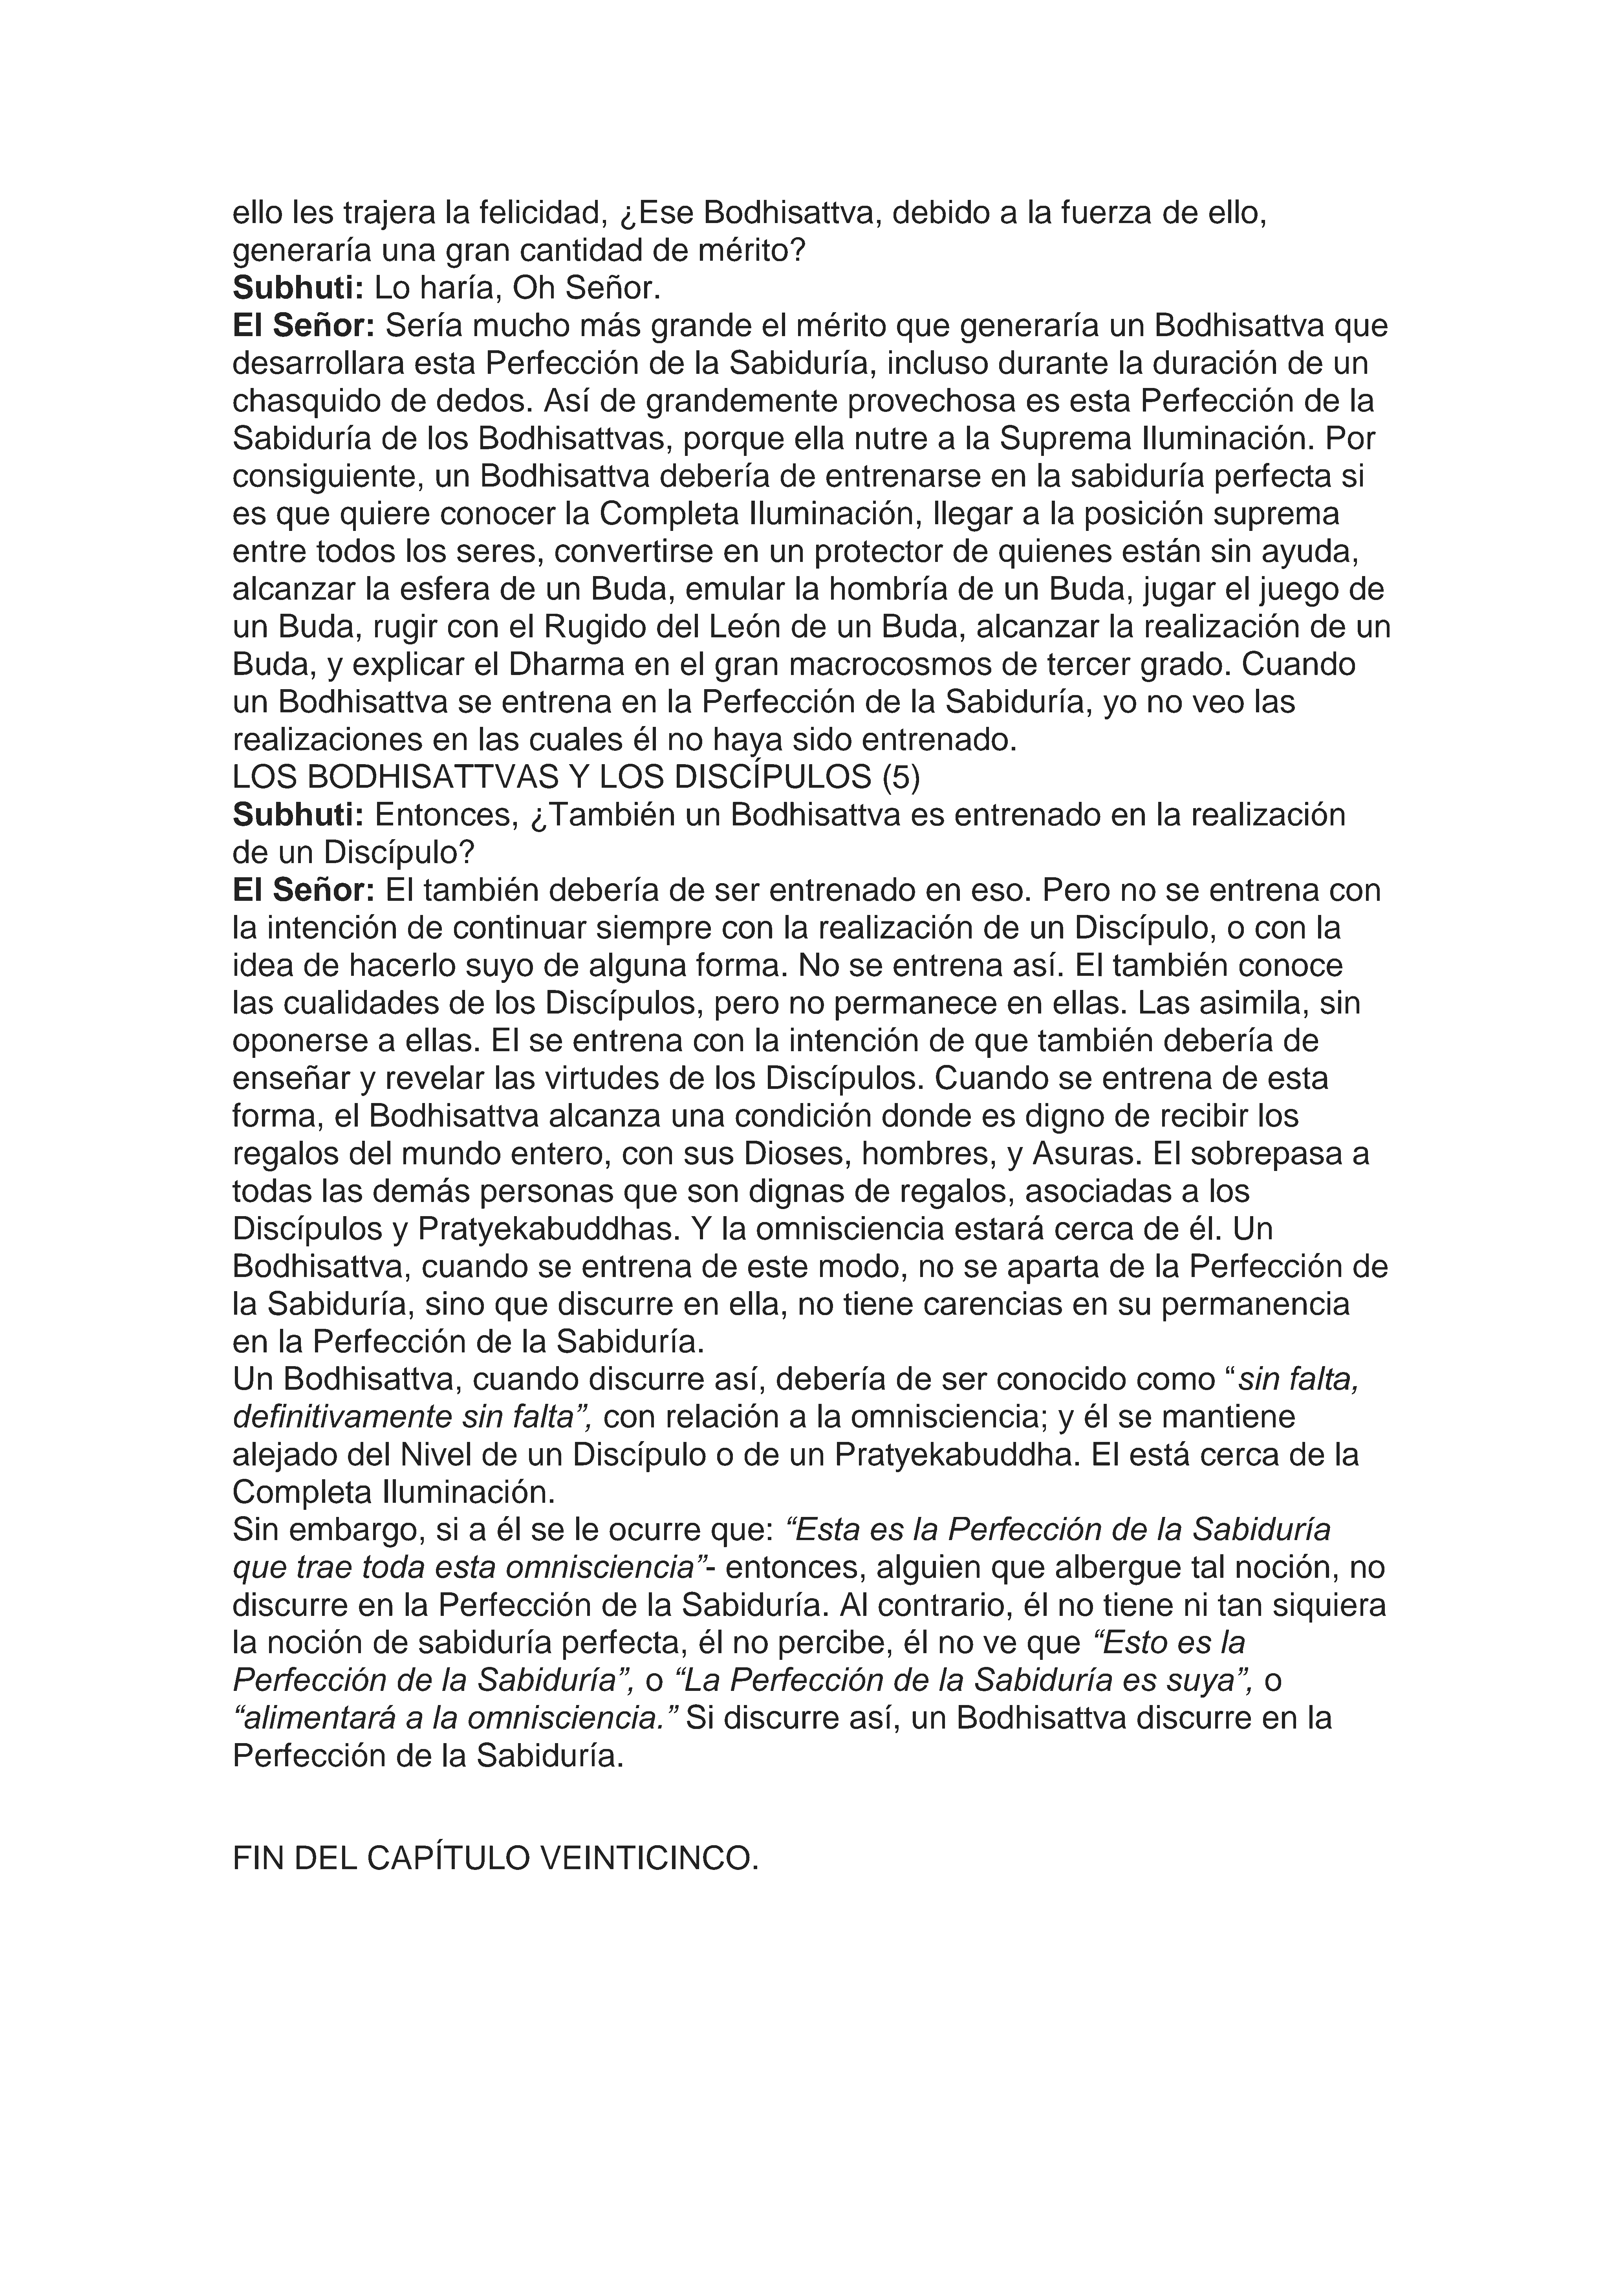 ello les trajera la felicidad, ¿Ese Bodhisattva, debido a la fuerza de ello,
generaría una gran cantidad de mérito?
Subhuti: Lo haría, Oh Señor.
El Señor: Sería mucho más grande el mérito que generaría un Bodhisattva que
desarrollara esta Perfección de la Sabiduría, incluso durante la duración de un
chasquido de dedos. Así de grandemente provechosa es esta Perfección de la
Sabiduría de los Bodhisattvas, porque ella nutre a la Suprema Iluminación. Por
consiguiente, un Bodhisattva debería de entrenarse en la sabiduría perfecta si
es que quiere conocer la Completa Iluminación, llegar a la posición suprema
entre todos los seres, convertirse en un protector de quienes están sin ayuda,
alcanzar la esfera de un Buda, emular la hombría de un Buda, jugar el juego de
un Buda, rugir con el Rugido del León de un Buda, alcanzar la realización de un
Buda, y explicar el Dharma en el gran macrocosmos de tercer grado. Cuando
un Bodhisattva se entrena en la Perfección de la Sabiduría, yo no veo las
realizaciones en las cuales él no haya sido entrenado.
LOS BODHISATTVAS Y LOS DISCÍPULOS (5)
Subhuti: Entonces, ¿También un Bodhisattva es entrenado en la realización
de un Discípulo?
El Señor: El también debería de ser entrenado en eso. Pero no se entrena con
la intención de continuar siempre con la realización de un Discípulo, o con la
idea de hacerlo suyo de alguna forma. No se entrena así. El también conoce
las cualidades de los Discípulos, pero no permanece en ellas. Las asimila, sin
oponerse a ellas. El se entrena con la intención de que también debería de
enseñar y revelar las virtudes de los Discípulos. Cuando se entrena de esta
forma, el Bodhisattva alcanza una condición donde es digno de recibir los
regalos del mundo entero, con sus Dioses, hombres, y Asuras. El sobrepasa a
todas las demás personas que son dignas de regalos, asociadas a los
Discípulos y Pratyekabuddhas. Y la omnisciencia estará cerca de él. Un
Bodhisattva, cuando se entrena de este modo, no se aparta de la Perfección de
la Sabiduría, sino que discurre en ella, no tiene carencias en su permanencia
en la Perfección de la Sabiduría.
Un Bodhisattva, cuando discurre así, debería de ser conocido como “sin falta,
definitivamente sin falta”, con relación a la omnisciencia; y él se mantiene
alejado del Nivel de un Discípulo o de un Pratyekabuddha. El está cerca de la
Completa Iluminación.
Sin embargo, si a él se le ocurre que: “Esta es la Perfección de la Sabiduría
que trae toda esta omnisciencia”- entonces, alguien que albergue tal noción, no
discurre en la Perfección de la Sabiduría. Al contrario, él no tiene ni tan siquiera
la noción de sabiduría perfecta, él no percibe, él no ve que “Esto es la
Perfección de la Sabiduría”, o “La Perfección de la Sabiduría es suya”, o
“alimentará a la omnisciencia.” Si discurre así, un Bodhisattva discurre en la
Perfección de la Sabiduría.
FIN DEL CAPÍTULO VEINTICINCO.